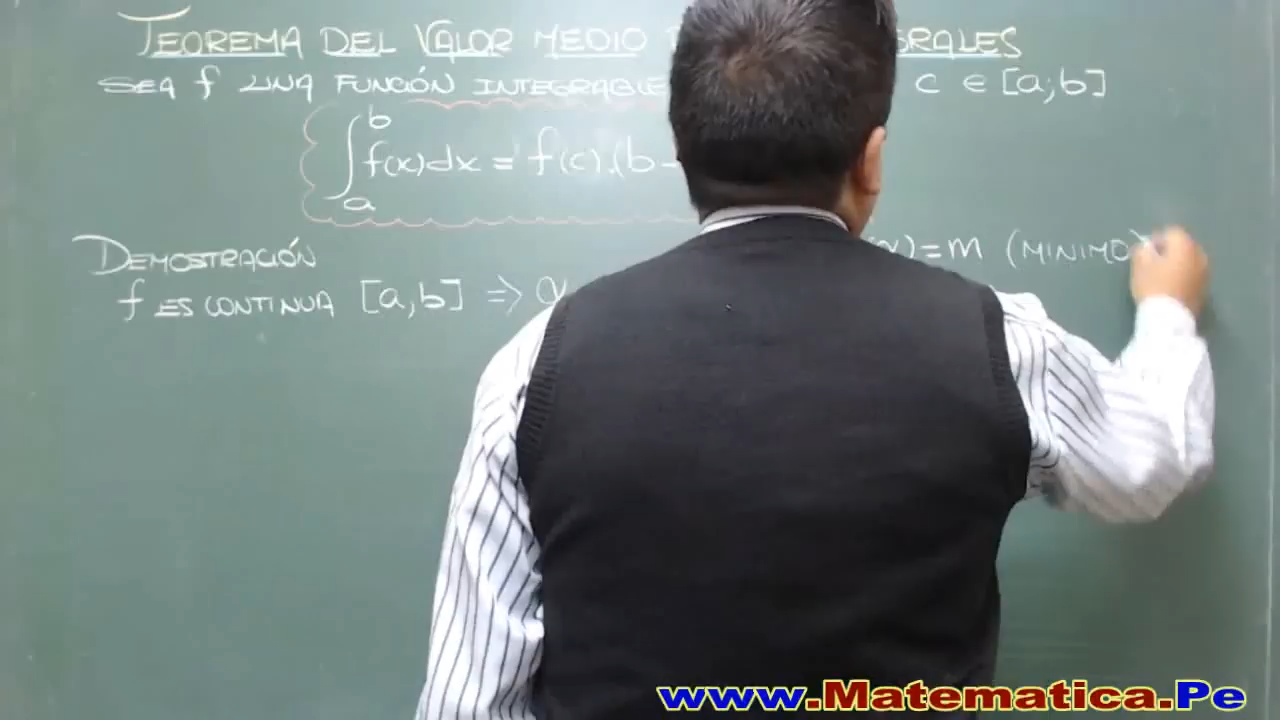 TEOREMA DEL VALOR MEDIO
SEA f UNA FUNCIÓN INTEGRABLE c ∈ [a;b]
∫ₐᵇ f(x)dx = f(c).(b-
DEMOSTRACIÓN
=m (MINIMO)
f ES CONTINUA [a,b] ⇒ α
www.Matematica.Pe